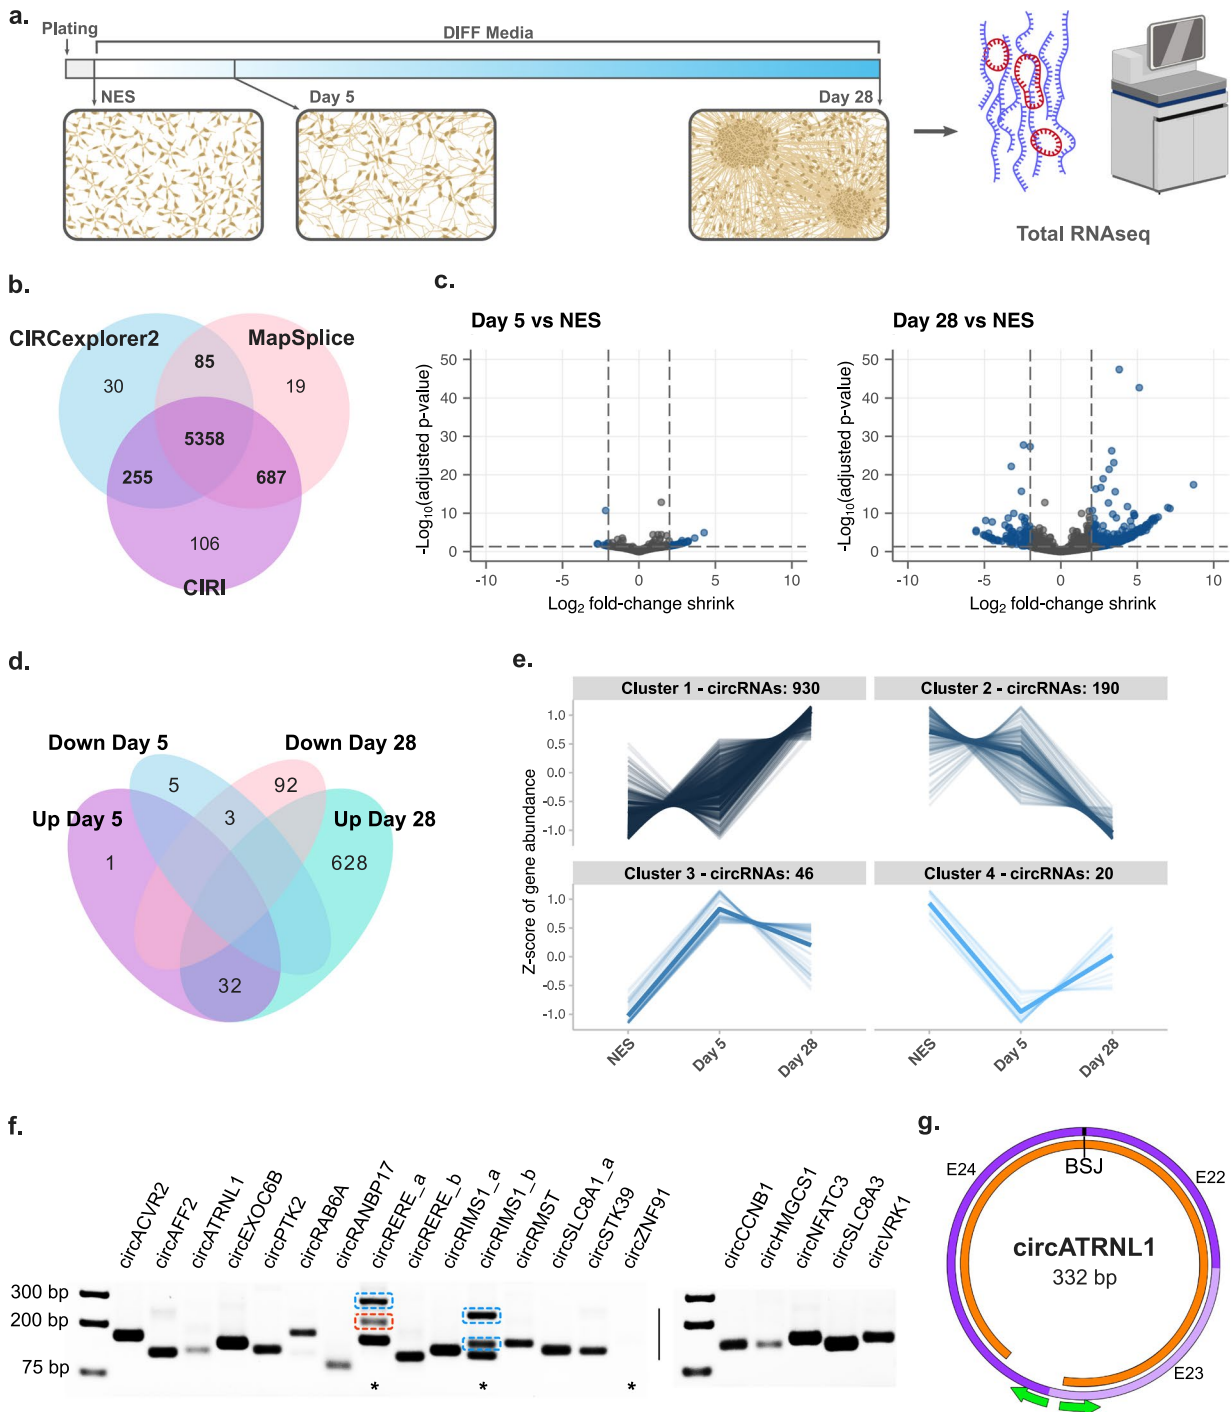 a.
Plating
DIFF Media
NES
Day 5
Day 28
Total RNAseq
b.
CIRCexplorer2
MapSplice
85
30
19
5358
255
687
106
CIRI
c.
Day 5 vs NES
-Log10(adjusted p-value)
50
40
30
20
10
0
-10
-5
0
5
10
Log2 fold-change shrink
Day 28 vs NES
-Log10(adjusted p-value)
50
40
30
20
10
0
-10
-5
0
5
10
Log2 fold-change shrink
d.
Down Day 5
Down Day 28
5
92
Up Day 5
3
Up Day 28
1
628
32
e.
Cluster 1 - circRNAs: 930
Cluster 2 - circRNAs: 190
1.0
0.5
0.0
-0.5
-1.0
Cluster 3 - circRNAs: 46
Cluster 4 - circRNAs: 20
1.0
0.5
0.0
-0.5
-1.0
Z-score of gene abundance
NES
Day 5
Day 28
NES
Day 5
Day 28
f.
circACVR2
circAFF2
circATRNL1
circEXOC6B
circPTK2
circRAB6A
circRANBP17
circRERE_a
circRERE_b
circRIMS1_a
circRIMS1_b
circRMST
circSLC8A1_a
circSTK39
circZNF91
circCCNB1
circHMGCS1
circNFATC3
circSLC8A3
circVRK1
300 bp
200 bp
75 bp
*
*
*
g.
E24
BSJ
E22
circATRNL1
332 bp
E23